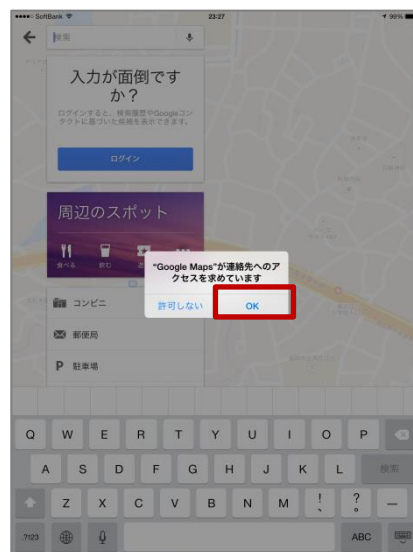 SoftBank 23:27 99%
検索
入力が面倒です
か？
ログインすると、検索履歴やGoogleコン
タクトに基づいた候補を表示できます。
ログイン
周辺のスポット
食べる 飲む
"Google Maps"が連絡先へのア
クセスを求めています
許可しない OK
コンビニ
郵便局
P 駐車場
Q W E R T Y U I O P
A S D F G H J K L 検索
Z X C V B N M ! 、 ? 。 —
.?123 ABC